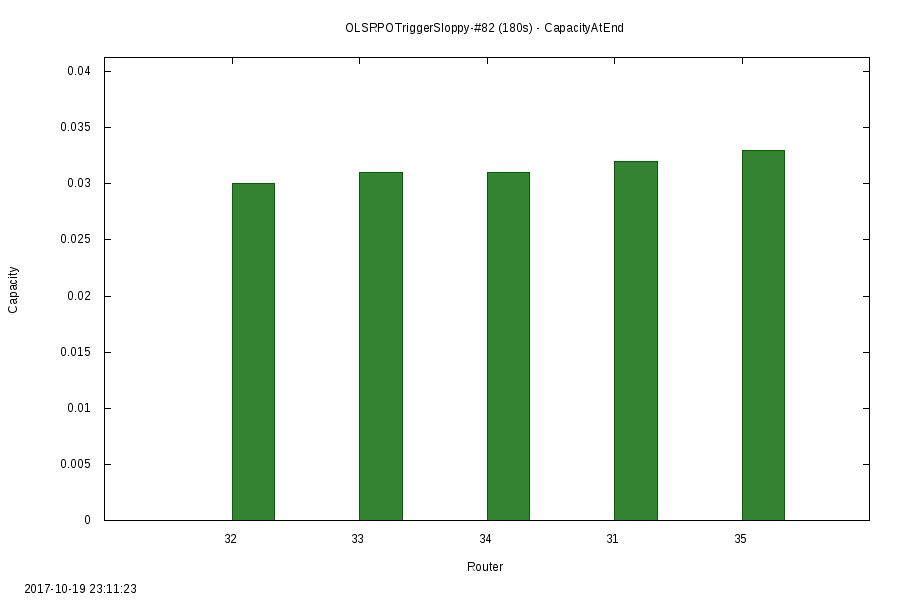 OLSRPOTriggerSloppy-#82 (180s) - CapacityAtEnd
0.04
0.035
0.03
0.025
0.02
0.015
0.01
0.005
0
Capacity
32 33 34 31 35
Router
2017-10-19 23:11:23